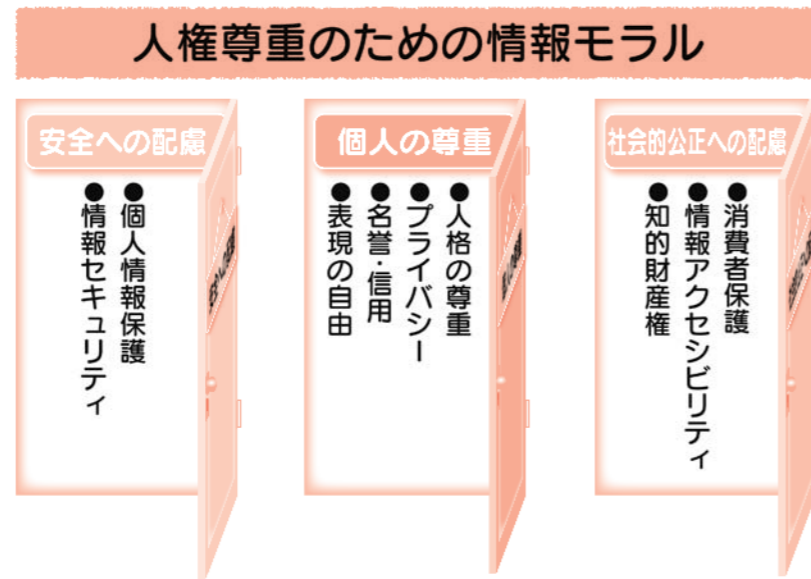 人権尊重のための情報モラル
安全への配慮
●個人情報保護
●情報セキュリティ
個人の尊重
●人格の尊重
●プライバシー
●名誉・信用
●表現の自由
社会的公正への配慮
●消費者保護
●情報アクセシビリティ
●知的財産権